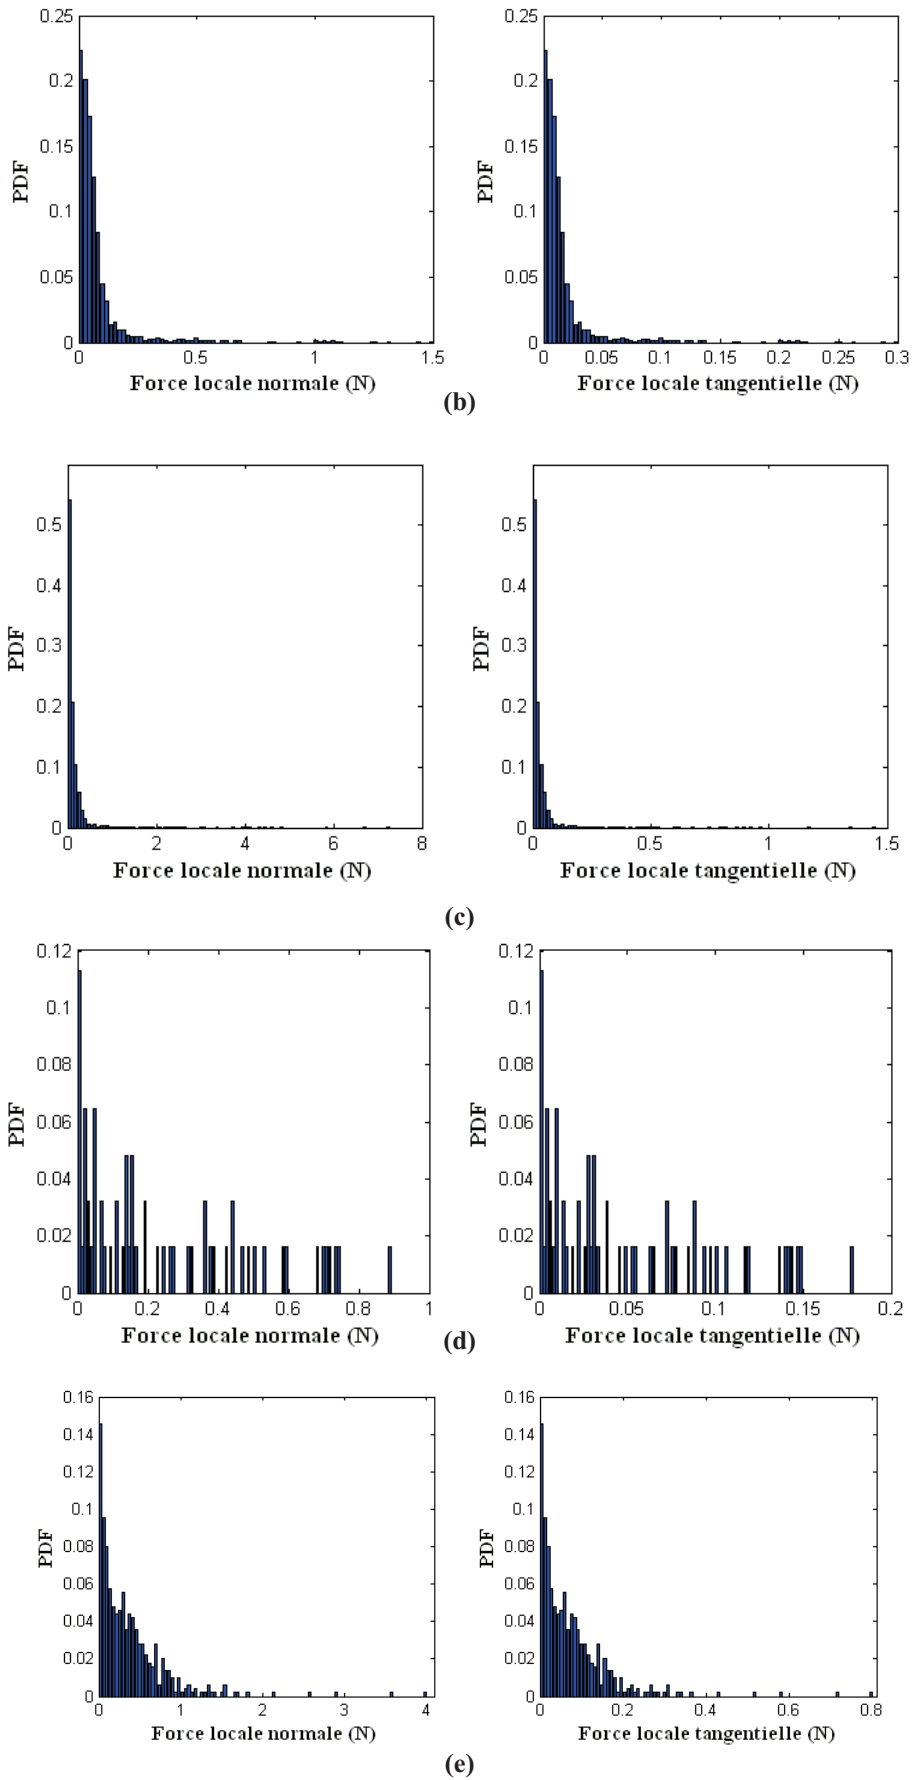 0.25
0.2
0.15
0.1
0.05
0
PDF
0 0.5 1 1.5
Force locale normale (N)
0.25
0.2
0.15
0.1
0.05
0
PDF
0 0.05 0.1 0.15 0.2 0.25 0.3
Force locale tangentielle (N)
(b)
0.5
0.4
0.3
0.2
0.1
0
PDF
0 2 4 6 8
Force locale normale (N)
0.5
0.4
0.3
0.2
0.1
0
PDF
0 0.5 1 1.5
Force locale tangentielle (N)
(c)
0.12
0.1
0.08
0.06
0.04
0.02
0
PDF
0 0.2 0.4 0.6 0.8 1
Force locale normale (N)
0.12
0.1
0.08
0.06
0.04
0.02
0
PDF
0 0.05 0.1 0.15 0.2
Force locale tangentielle (N)
(d)
0.16
0.14
0.12
0.1
0.08
0.06
0.04
0.02
0
PDF
0 1 2 3 4
Force locale normale (N)
0.16
0.14
0.12
0.1
0.08
0.06
0.04
0.02
0
PDF
0 0.2 0.4 0.6 0.8
Force locale tangentielle (N)
(e)